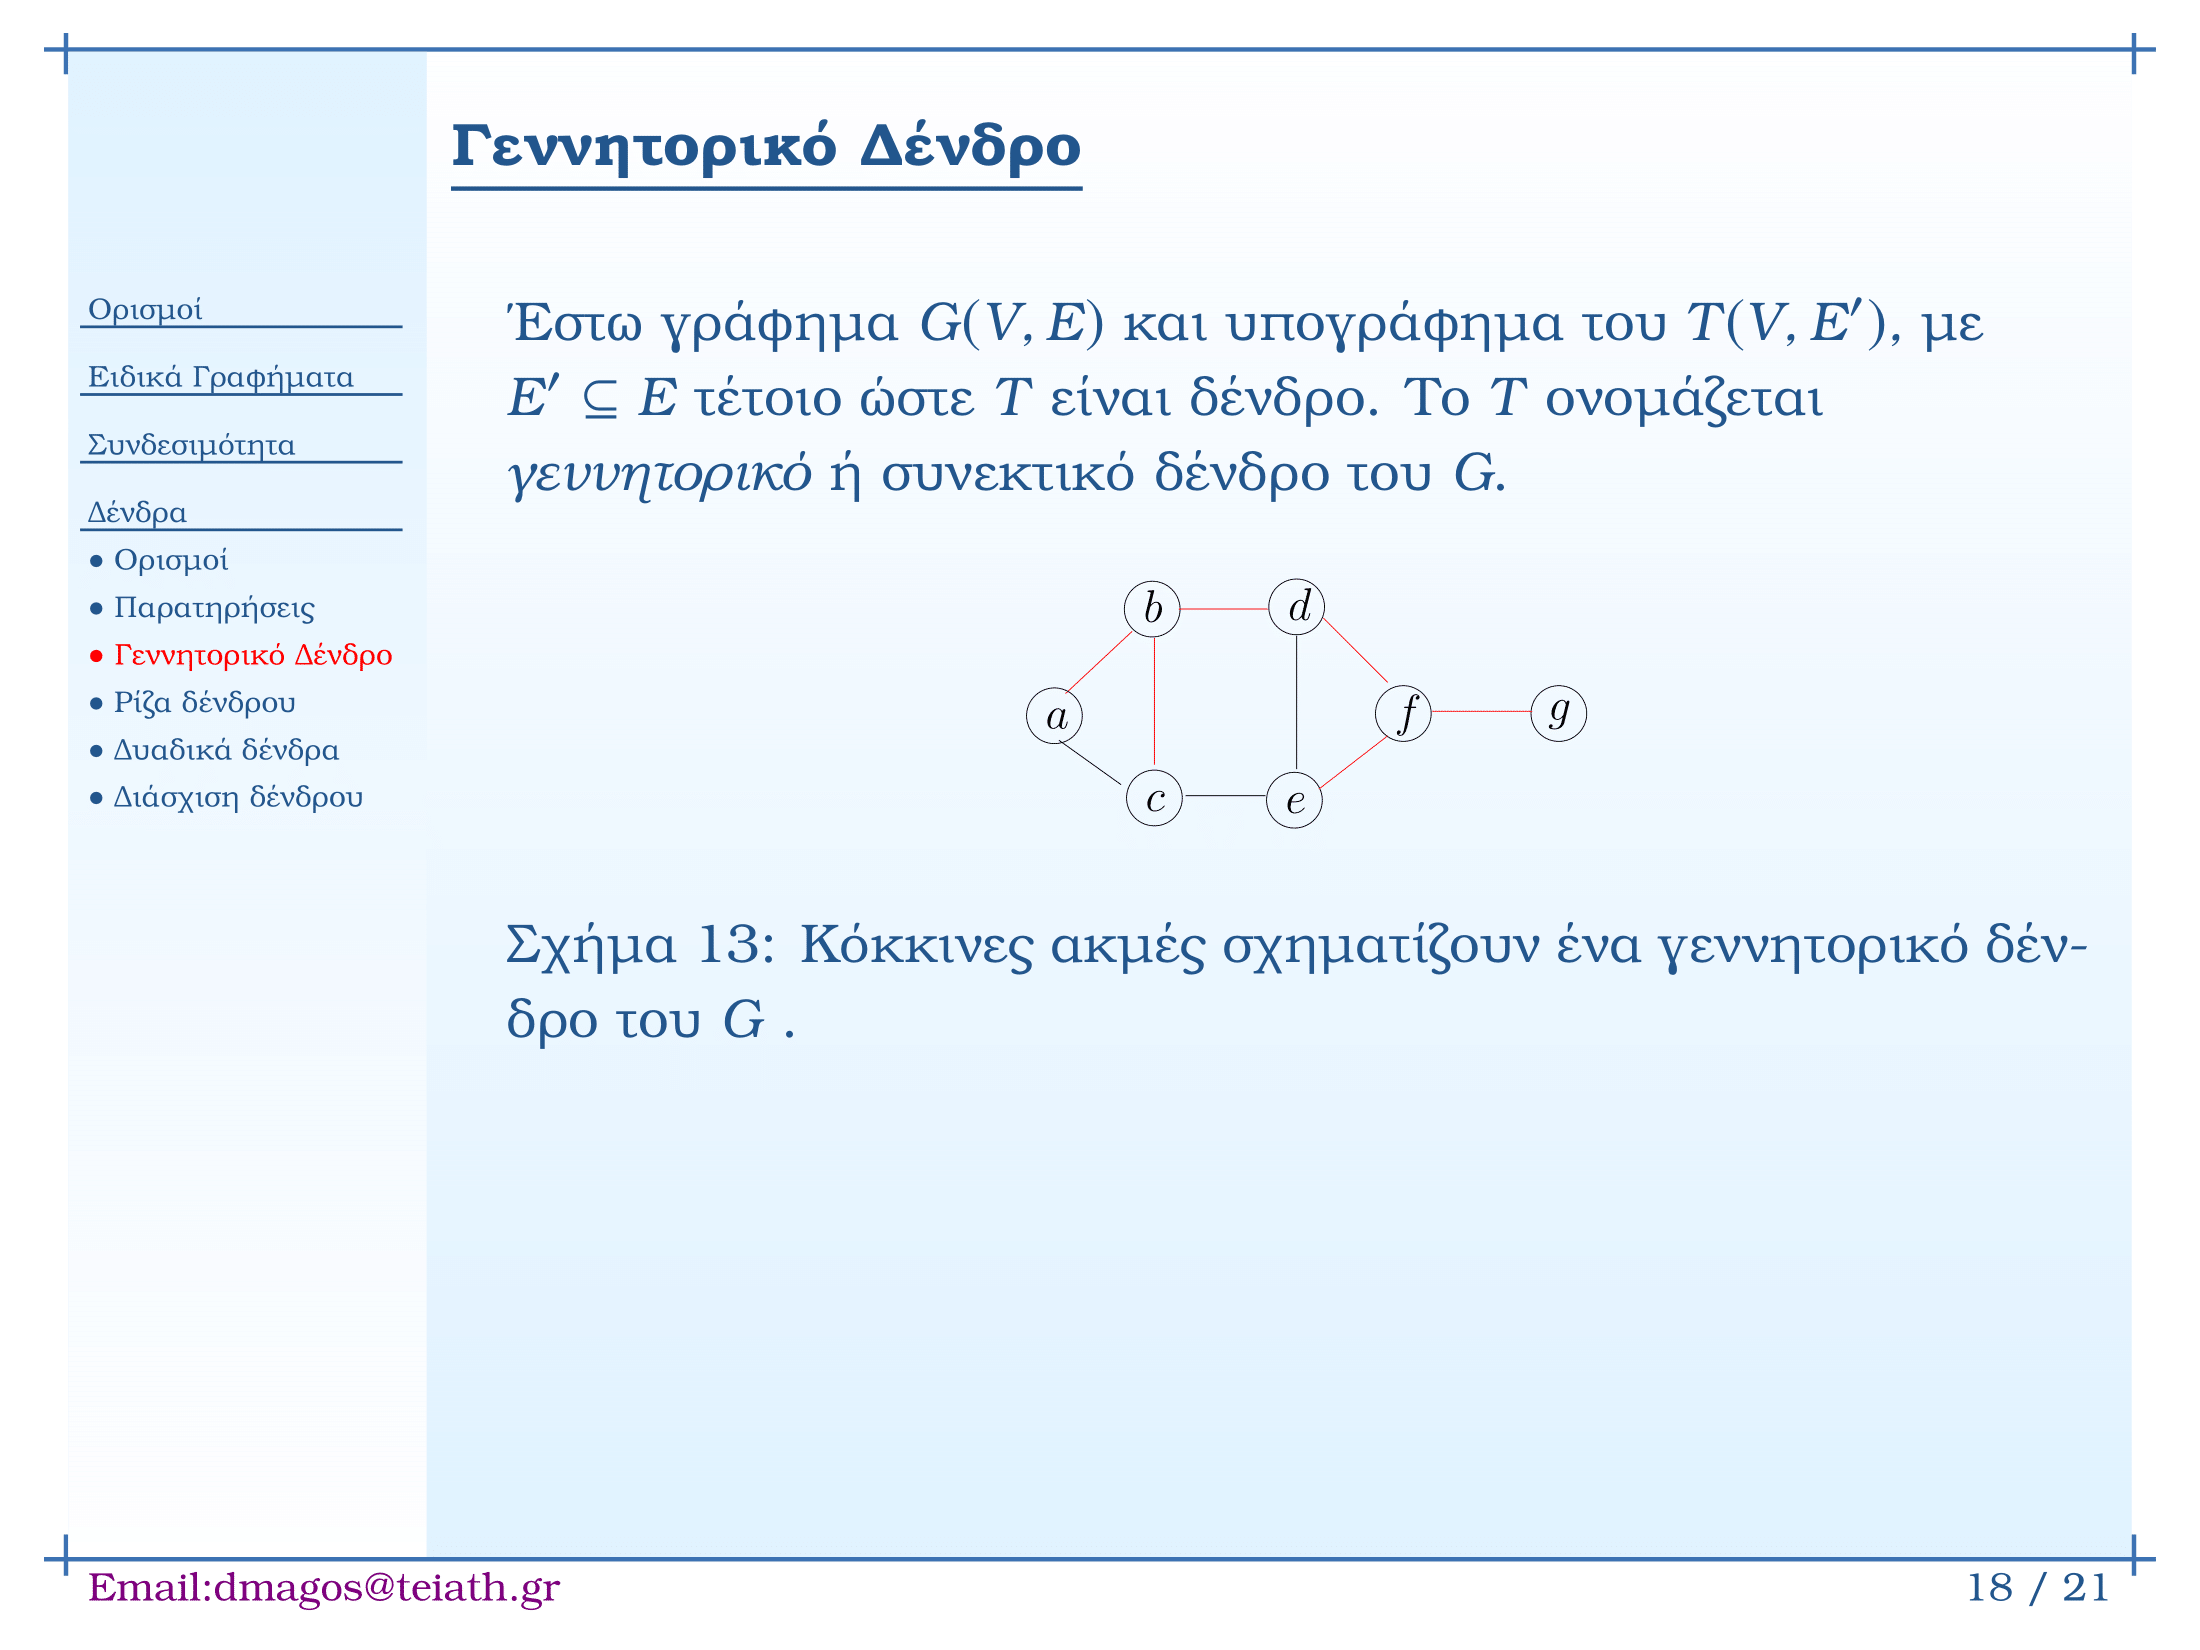 Γεννητορικό Δένδρο
Ορισμοί
Ειδικά Γραφήματα
Συνδεσιμότητα
Δένδρα
● Ορισμοί
● Παρατηρήσεις
● Γεννητορικό Δένδρο
● Ρίζα δένδρου
● Δυαδικά δένδρα
● Διάσχιση δένδρου
Έστω γράφημα G(V, E) και υπογράφημα του T(V, E′), με
E′ ⊆ E τέτοιο ώστε T είναι δένδρο. Το T ονομάζεται
γεννητορικό ή συνεκτικό δένδρο του G.
b d
a f g
c e
Σχήμα 13: Κόκκινες ακμές σχηματίζουν ένα γεννητορικό δέν-
δρο του G .
Email:dmagos@teiath.gr
18 / 21